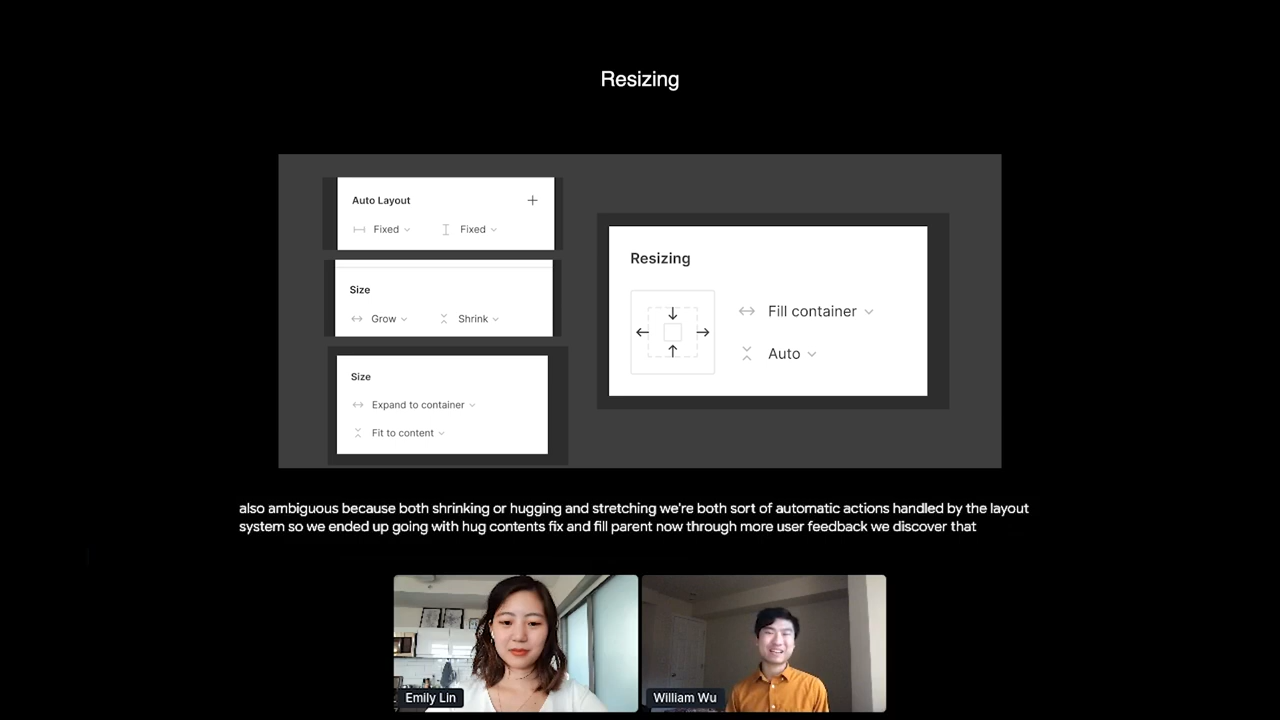 Resizing
Auto Layout
Fixed
Fixed
Size
Grow
Shrink
Size
Expand to container
Fit to content
Resizing
Fill container
Auto
also ambiguous because both shrinking or hugging and stretching we're both sort of automatic actions handled by the layout
system so we ended up going with hug contents fix and fill parent now through more user feedback we discover that
Emily Lin
William Wu